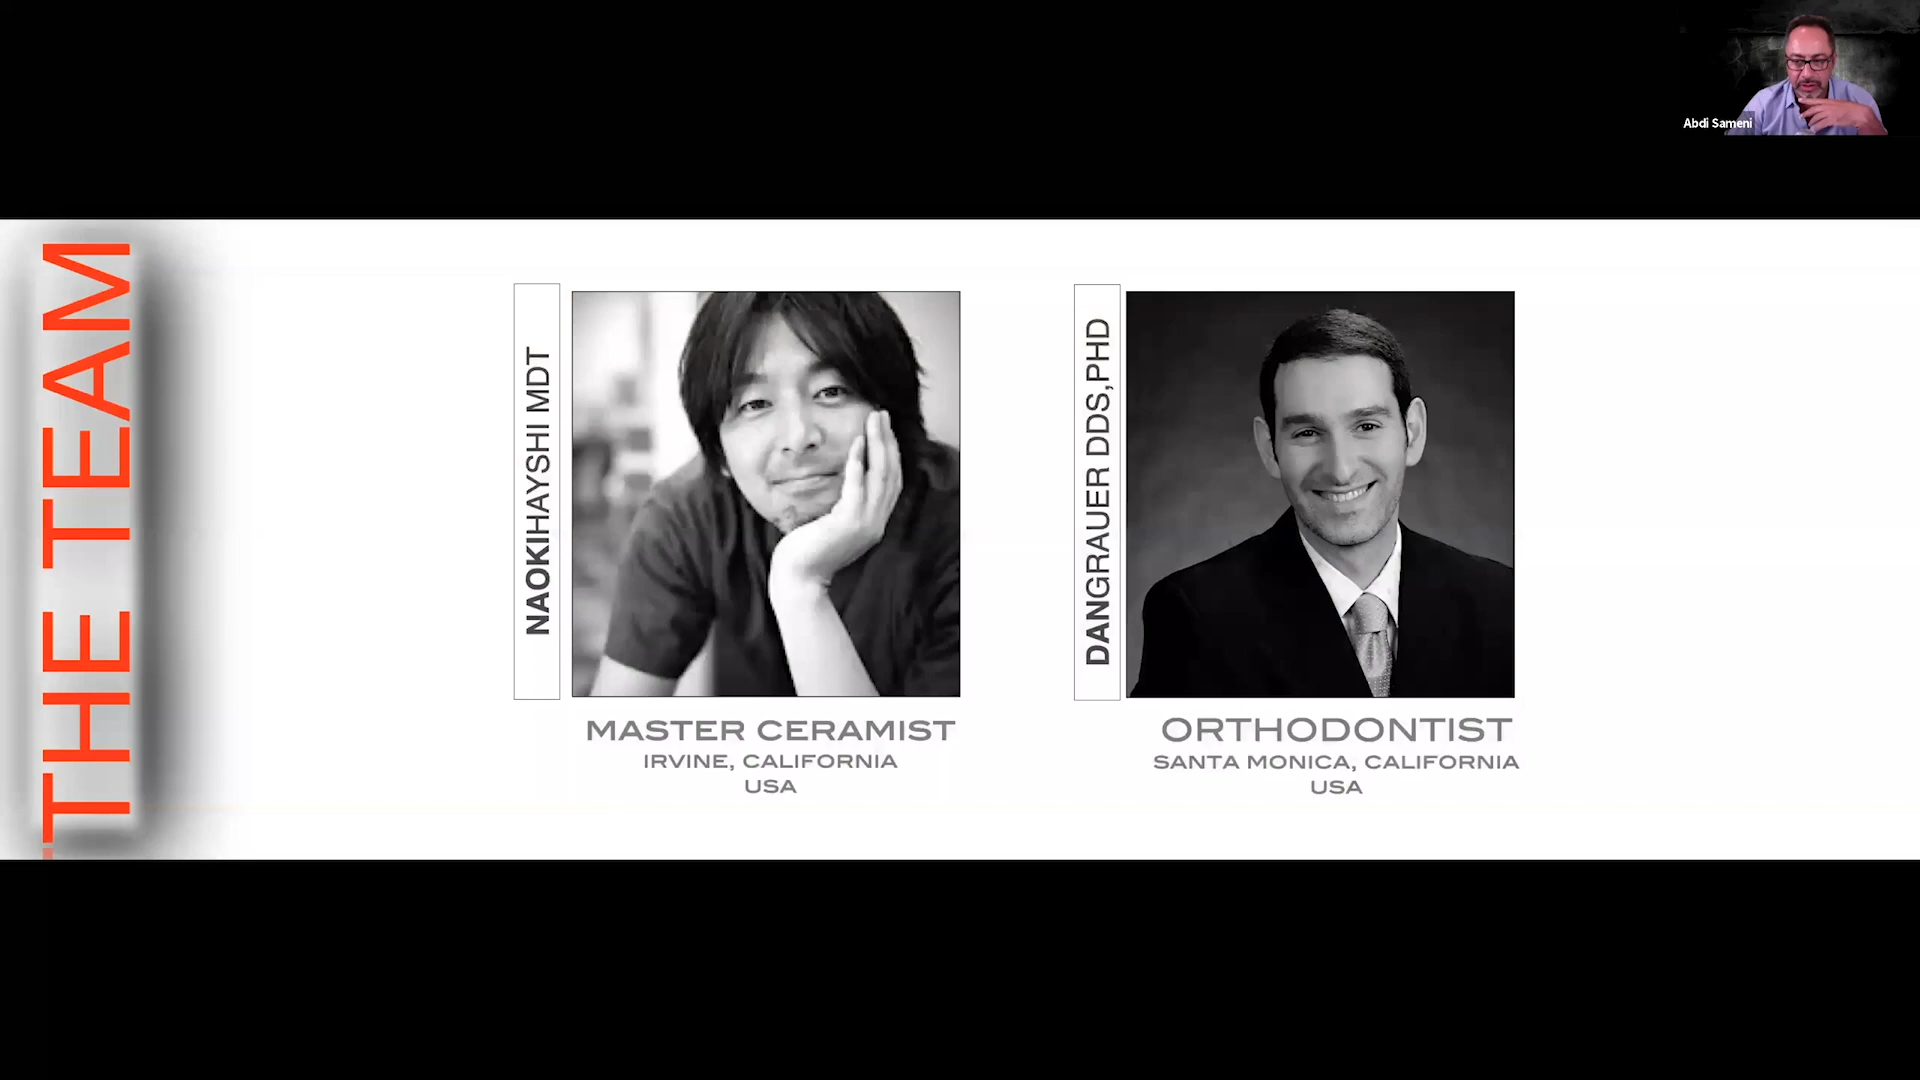 Abdi Sameni
THE TEAM
NAOKIHAYSHI MDT
MASTER CERAMIST
IRVINE, CALIFORNIA
USA
DANGRAUER DDS,PHD
ORTHODONTIST
SANTA MONICA, CALIFORNIA
USA